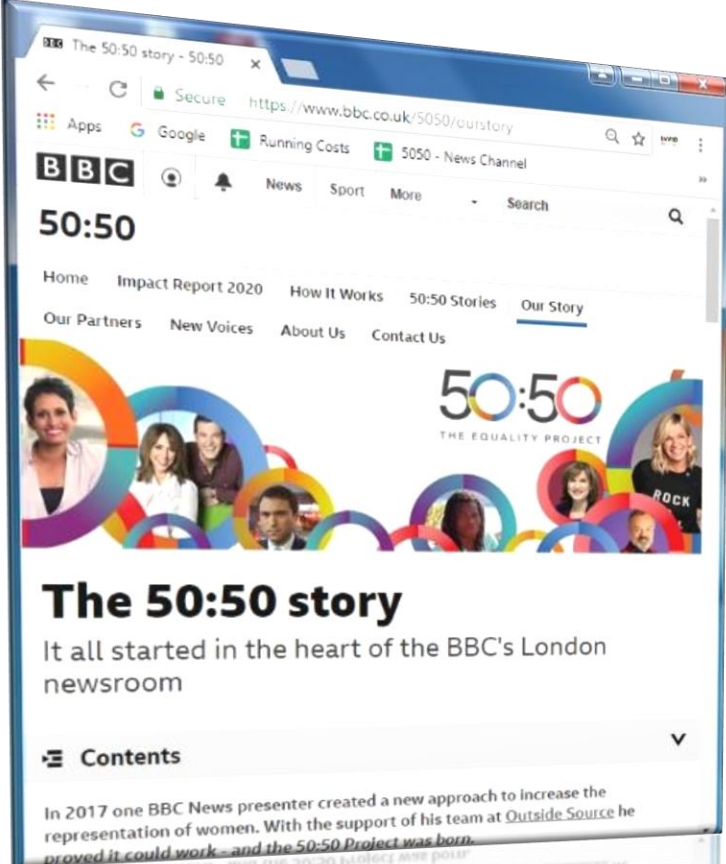 BBC The 50:50 story - 50:50
Secure https://www.bbc.co.uk/5050/ourstory
Apps Google Running Costs 5050 - News Channel
BBC News Sport More Search
50:50
Home Impact Report 2020 How It Works 50:50 Stories Our Story
Our Partners New Voices About Us Contact Us
50:50
THE EQUALITY PROJECT
ROCK
The 50:50 story
It all started in the heart of the BBC's London
newsroom
Contents
In 2017 one BBC News presenter created a new approach to increase the
representation of women. With the support of his team at Outside Source he
proved it could work - and the 50:50 Project was born.